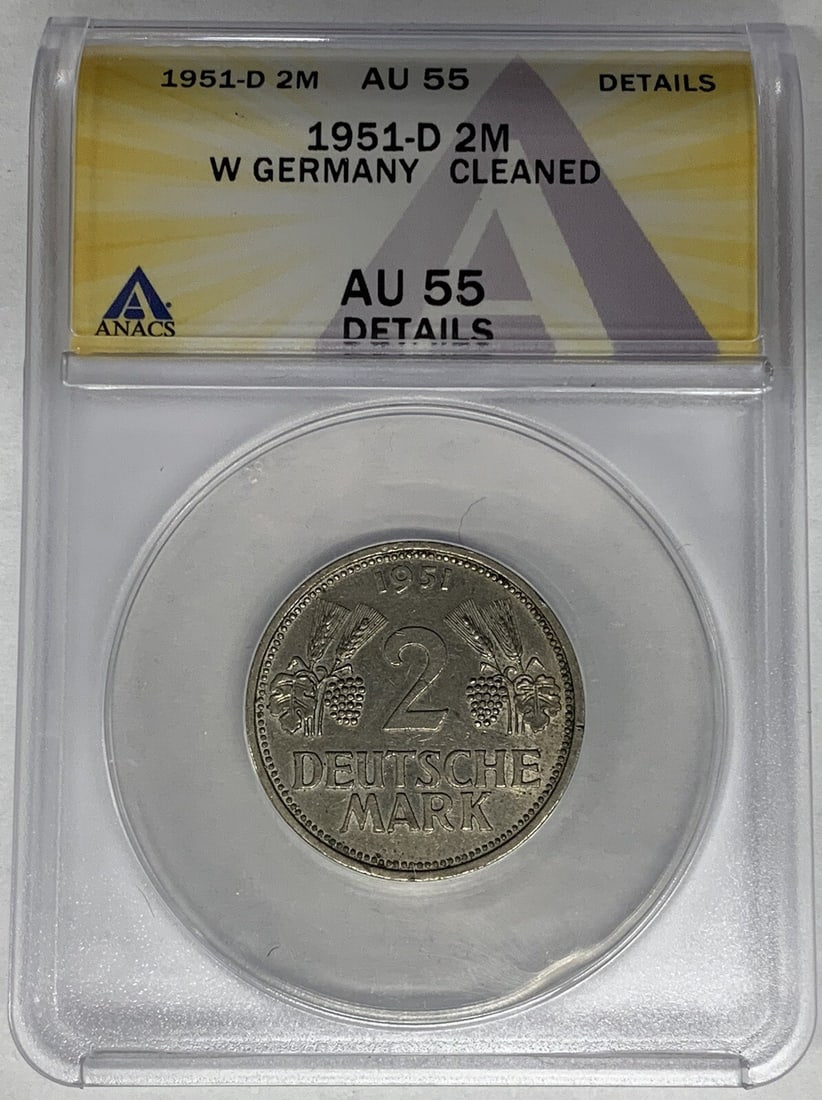 1951-D 2M AU 55 DETAILS
1951-D 2M
W GERMANY CLEANED
AU 55
DETAILS
ANACS
1951
2
DEUTSCHE
MARK